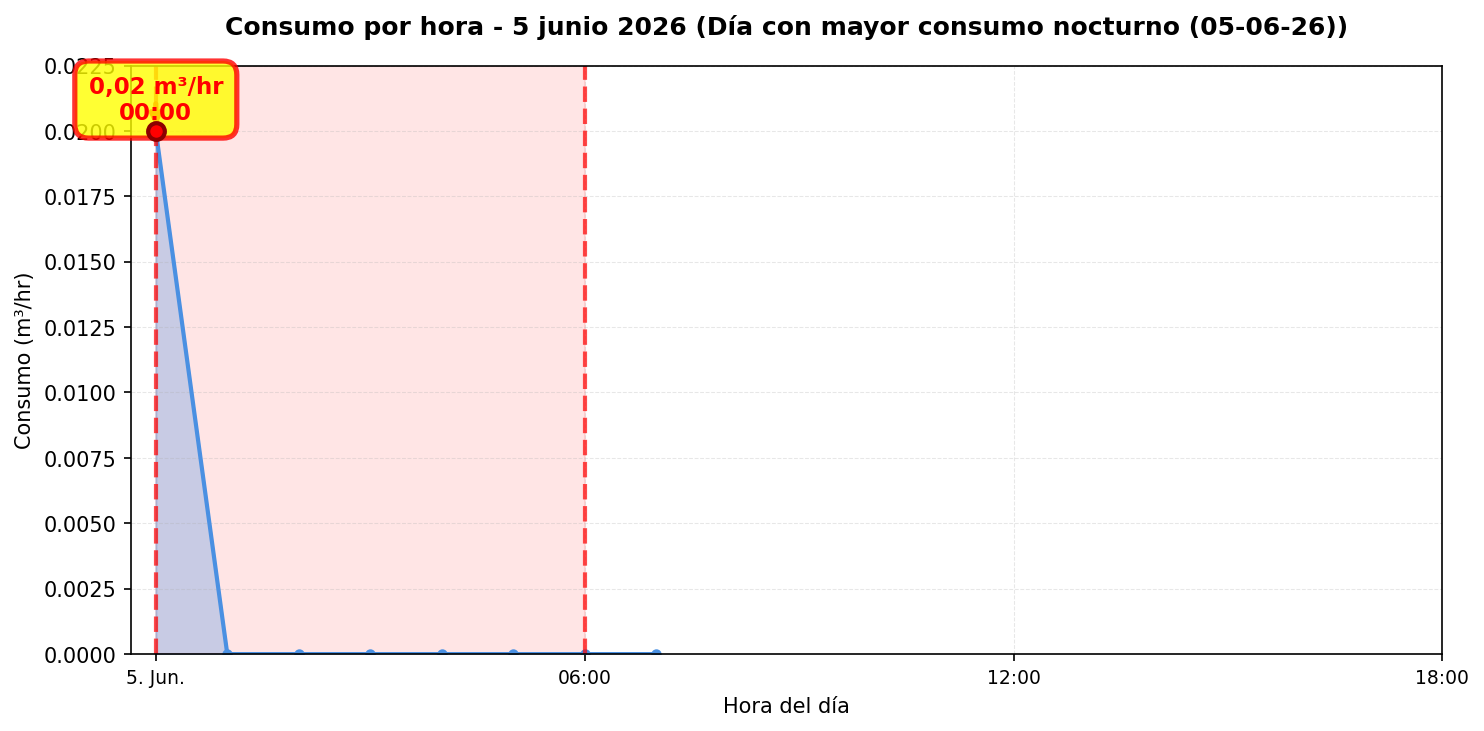 Consumo por hora - 5 junio 2026 (Día con mayor consumo nocturno (05-06-26))
0,02 m³/hr
00:00
0.0225
0.0200
0.0175
0.0150
0.0125
0.0100
0.0075
0.0050
0.0025
0.0000
Consumo (m³/hr)
5. Jun.
06:00
12:00
18:00
Hora del día